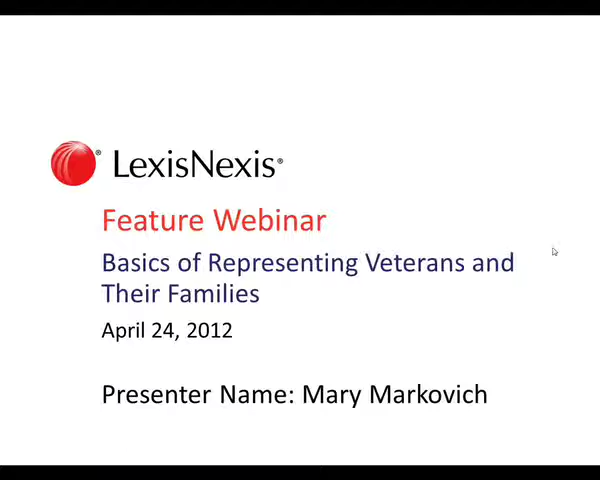 LexisNexis®
Feature Webinar
Basics of Representing Veterans and
Their Families
April 24, 2012
Presenter Name: Mary Markovich